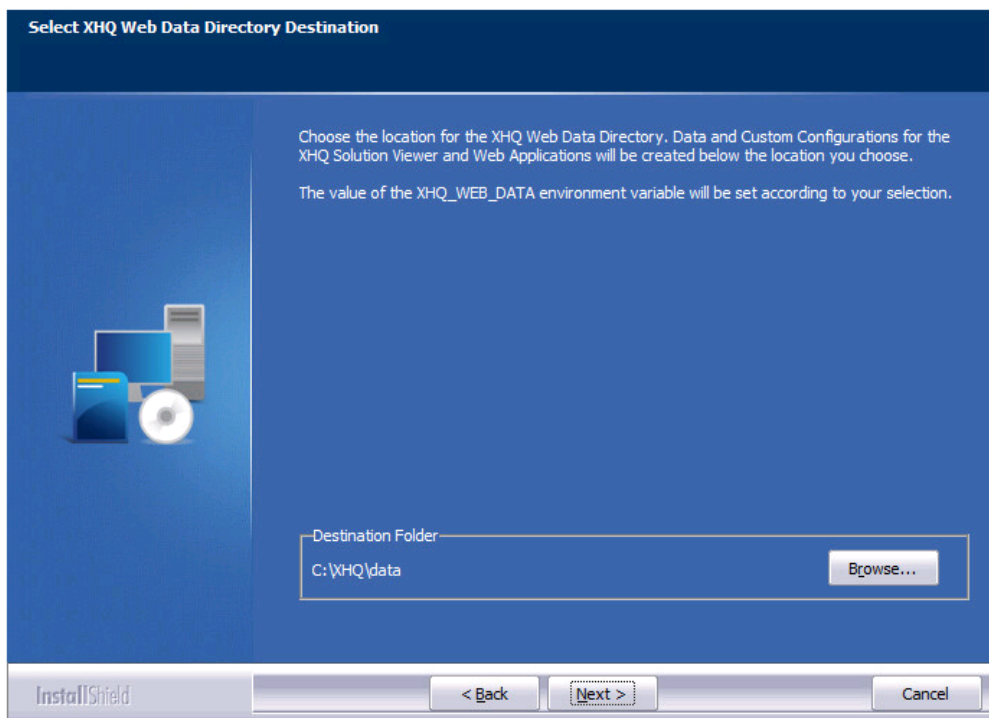 Select XHQ Web Data Directory Destination
Choose the location for the XHQ Web Data Directory. Data and Custom Configurations for the
XHQ Solution Viewer and Web Applications will be created below the location you choose.
The value of the XHQ_WEB_DATA environment variable will be set according to your selection.
Destination Folder
C:\XHQ\data
Browse...
InstallShield
< Back
Next >
Cancel